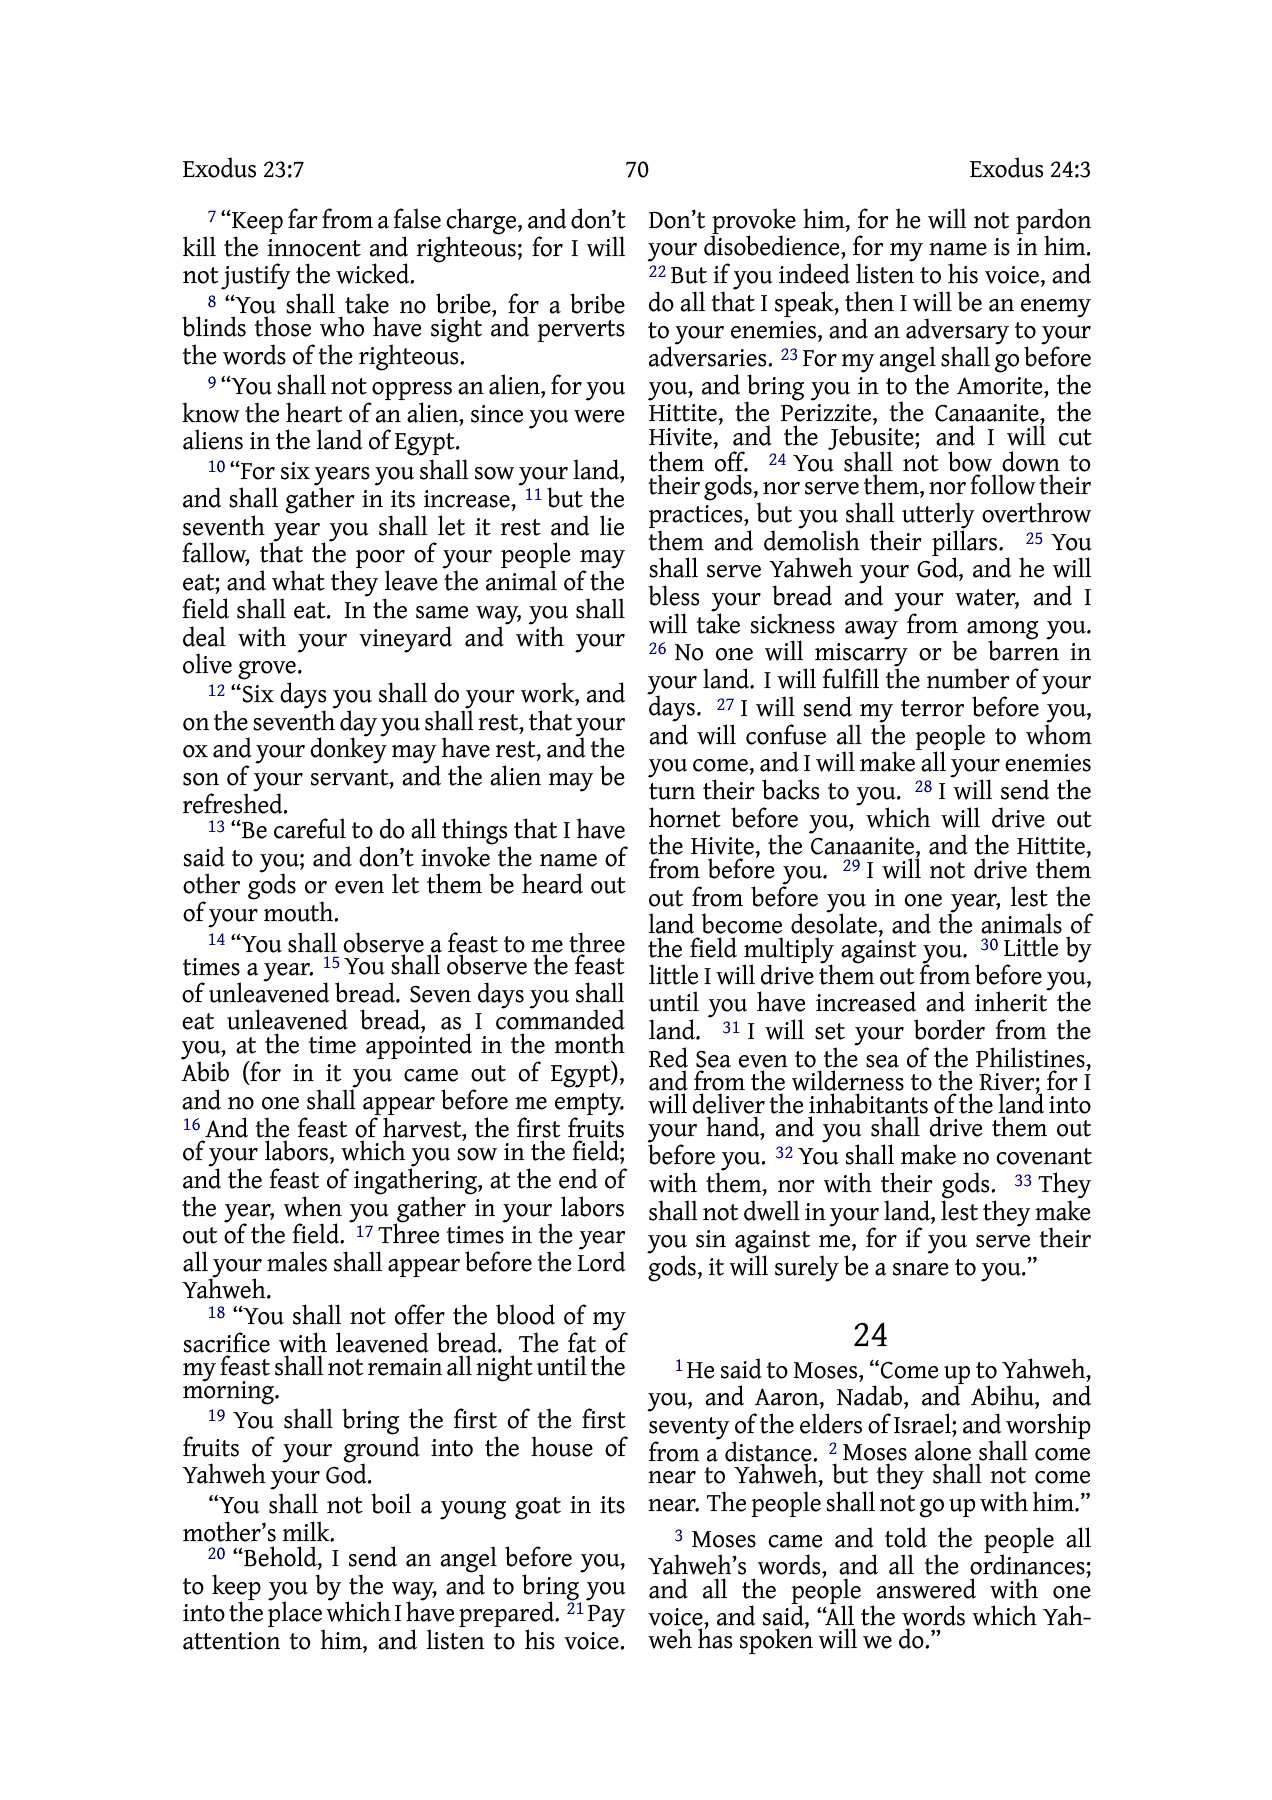 Exodus 23:7 70 Exodus 24:3
7 “Keep far from a false charge, and don’t
kill the innocent and righteous; for I will
not justify the wicked.
8 “You shall take no bribe, for a bribe
blinds those who have sight and perverts
the words of the righteous.
9 “You shall not oppress an alien, for you
know the heart of an alien, since you were
aliens in the land of Egypt.
10 “For six years you shall sow your land,
and shall gather in its increase, 11 but the
seventh year you shall let it rest and lie
fallow, that the poor of your people may
eat; and what they leave the animal of the
field shall eat. In the same way, you shall
deal with your vineyard and with your
olive grove.
12 “Six days you shall do your work, and
on the seventh day you shall rest, that your
ox and your donkey may have rest, and the
son of your servant, and the alien may be
refreshed.
13 “Be careful to do all things that I have
said to you; and don’t invoke the name of
other gods or even let them be heard out
of your mouth.
14 “You shall observe a feast to me three
times a year. 15 You shall observe the feast
of unleavened bread. Seven days you shall
eat unleavened bread, as I commanded
you, at the time appointed in the month
Abib (for in it you came out of Egypt),
and no one shall appear before me empty.
16 And the feast of harvest, the first fruits
of your labors, which you sow in the field;
and the feast of ingathering, at the end of
the year, when you gather in your labors
out of the field. 17 Three times in the year
all your males shall appear before the Lord
Yahweh.
18 “You shall not offer the blood of my
sacrifice with leavened bread. The fat of
my feast shall not remain all night until the
morning.
19 You shall bring the first of the first
fruits of your ground into the house of
Yahweh your God.
“You shall not boil a young goat in its
mother’s milk.
20 “Behold, I send an angel before you,
to keep you by the way, and to bring you
into the place which I have prepared. 21 Pay
attention to him, and listen to his voice.
Don’t provoke him, for he will not pardon
your disobedience, for my name is in him.
22 But if you indeed listen to his voice, and
do all that I speak, then I will be an enemy
to your enemies, and an adversary to your
adversaries. 23 For my angel shall go before
you, and bring you in to the Amorite, the
Hittite, the Perizzite, the Canaanite, the
Hivite, and the Jebusite; and I will cut
them off. 24 You shall not bow down to
their gods, nor serve them, nor follow their
practices, but you shall utterly overthrow
them and demolish their pillars. 25 You
shall serve Yahweh your God, and he will
bless your bread and your water, and I
will take sickness away from among you.
26 No one will miscarry or be barren in
your land. I will fulfill the number of your
days. 27 I will send my terror before you,
and will confuse all the people to whom
you come, and I will make all your enemies
turn their backs to you. 28 I will send the
hornet before you, which will drive out
the Hivite, the Canaanite, and the Hittite,
from before you. 29 I will not drive them
out from before you in one year, lest the
land become desolate, and the animals of
the field multiply against you. 30 Little by
little I will drive them out from before you,
until you have increased and inherit the
land. 31 I will set your border from the
Red Sea even to the sea of the Philistines,
and from the wilderness to the River; for I
will deliver the inhabitants of the land into
your hand, and you shall drive them out
before you. 32 You shall make no covenant
with them, nor with their gods. 33 They
shall not dwell in your land, lest they make
you sin against me, for if you serve their
gods, it will surely be a snare to you.”
24
1 He said to Moses, “Come up to Yahweh,
you, and Aaron, Nadab, and Abihu, and
seventy of the elders of Israel; and worship
from a distance. 2 Moses alone shall come
near to Yahweh, but they shall not come
near. The people shall not go up with him.”
3 Moses came and told the people all
Yahweh’s words, and all the ordinances;
and all the people answered with one
voice, and said, “All the words which Yah-
weh has spoken will we do.”